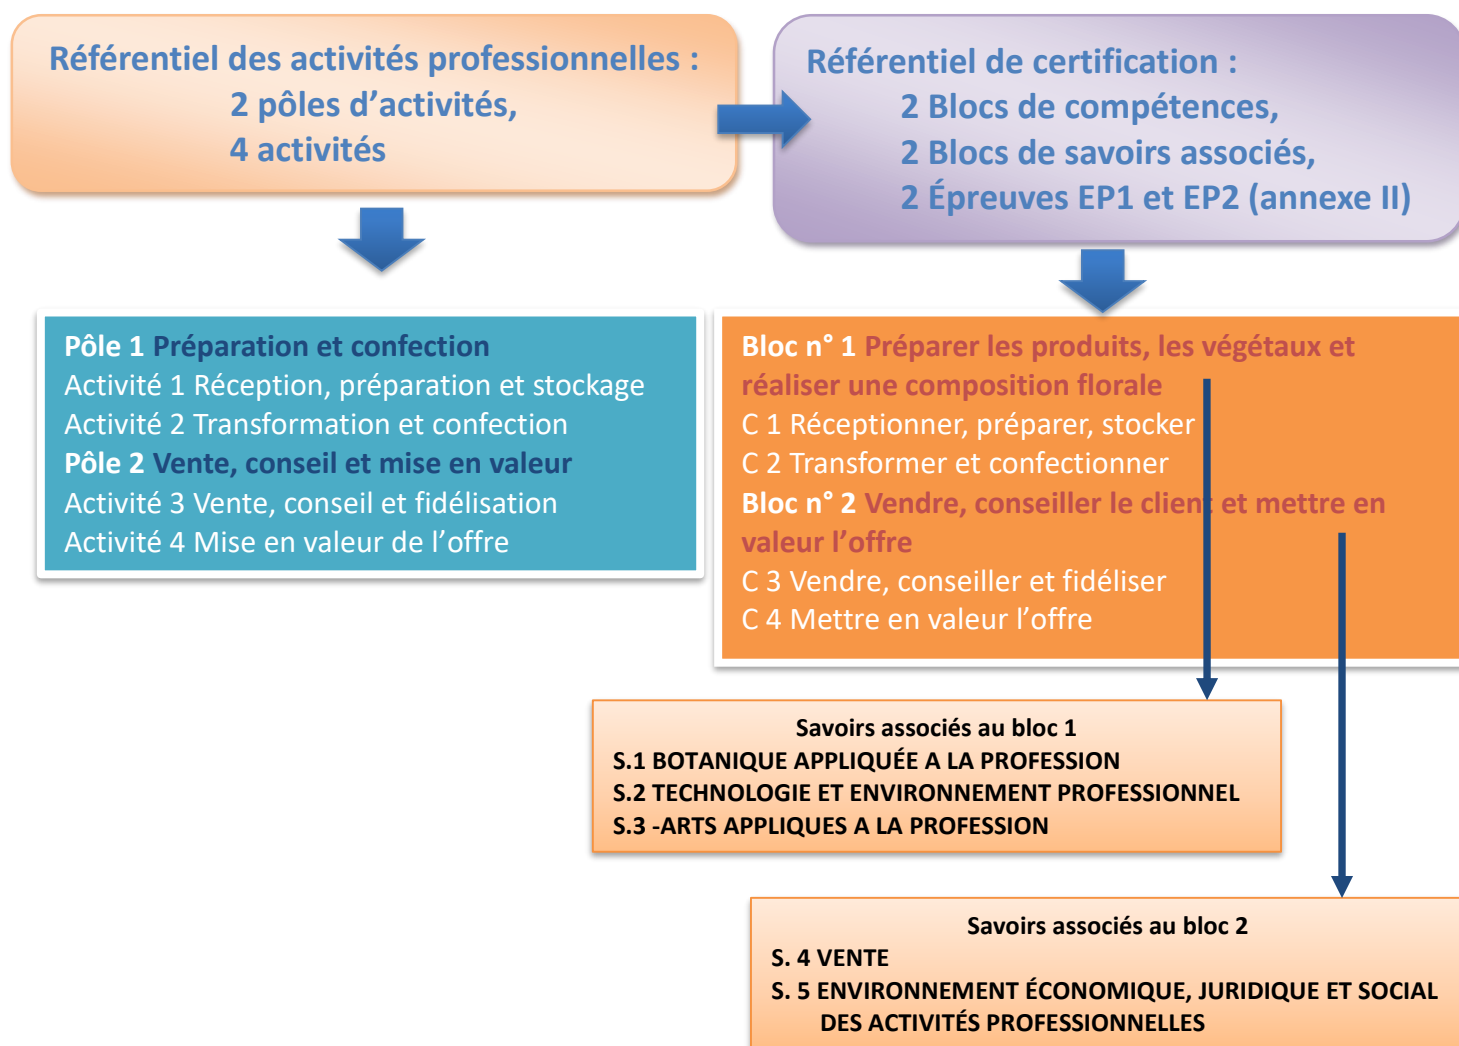 Référentiel des activités professionnelles :
2 pôles d’activités,
4 activités
Référentiel de certification :
2 Blocs de compétences,
2 Blocs de savoirs associés,
2 Épreuves EP1 et EP2 (annexe II)
Pôle 1 Préparation et confection
Activité 1 Réception, préparation et stockage
Activité 2 Transformation et confection
Pôle 2 Vente, conseil et mise en valeur
Activité 3 Vente, conseil et fidélisation
Activité 4 Mise en valeur de l’offre
Bloc n° 1 Préparer les produits, les végétaux et
réaliser une composition florale
C 1 Réceptionner, préparer, stocker
C 2 Transformer et confectionner
Bloc n° 2 Vendre, conseiller le client et mettre en
valeur l’offre
C 3 Vendre, conseiller et fidéliser
C 4 Mettre en valeur l’offre
Savoirs associés au bloc 1
S.1 BOTANIQUE APPLIQUÉE A LA PROFESSION
S.2 TECHNOLOGIE ET ENVIRONNEMENT PROFESSIONNEL
S.3 -ARTS APPLIQUES A LA PROFESSION
Savoirs associés au bloc 2
S. 4 VENTE
S. 5 ENVIRONNEMENT ÉCONOMIQUE, JURIDIQUE ET SOCIAL
DES ACTIVITÉS PROFESSIONNELLES